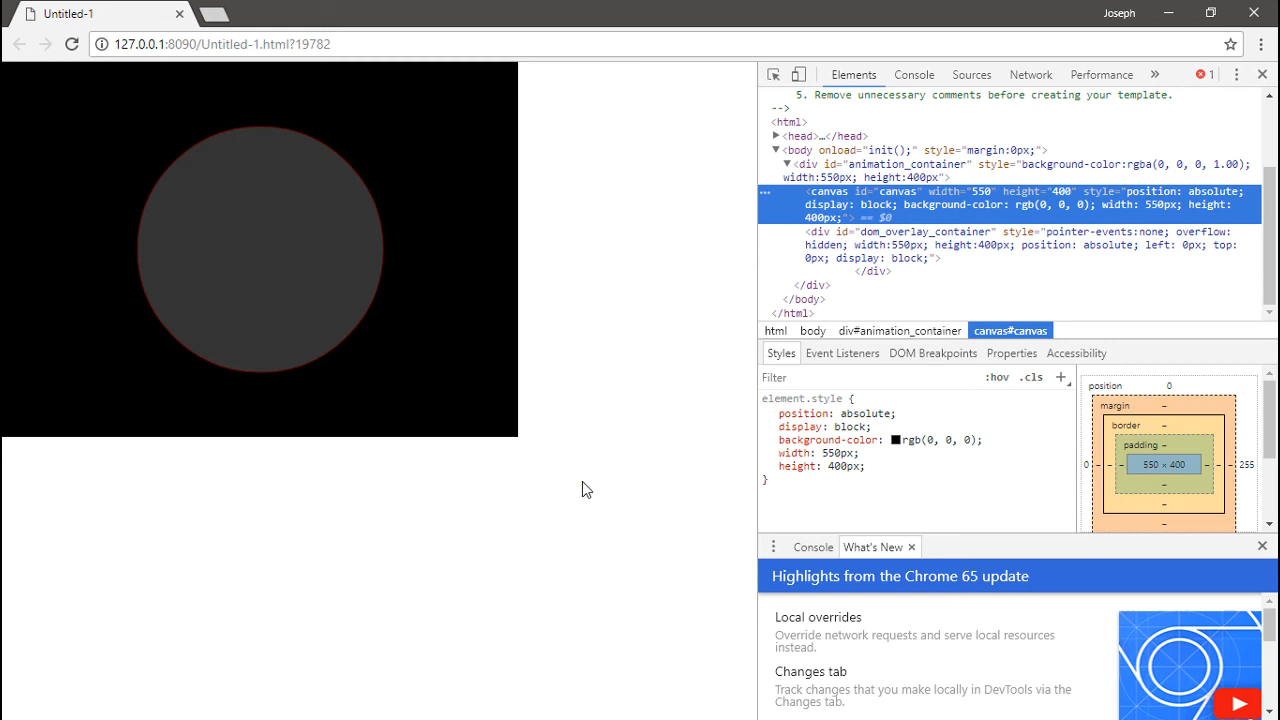 Untitled-1
Joseph
127.0.0.1:8090/Untitled-1.html?19782
Elements Console Sources Network Performance » 1
5. Remove unnecessary comments before creating your template.
-->
<html>
<head>…</head>
<body onload="init();" style="margin:0px;">
<div id="animation_container" style="background-color:rgba(0, 0, 0, 1.00);
width:550px; height:400px">
… <canvas id="canvas" width="550" height="400" style="position: absolute;
display: block; background-color: rgb(0, 0, 0); width: 550px; height:
400px;"> == $0
<div id="dom_overlay_container" style="pointer-events:none; overflow:
hidden; width:550px; height:400px; position: absolute; left: 0px; top:
0px; display: block;">
</div>
</div>
</body>
</html>
html body div#animation_container canvas#canvas
Styles Event Listeners DOM Breakpoints Properties Accessibility
Filter :hov .cls +
element.style {
position: absolute;
display: block;
background-color: rgb(0, 0, 0);
width: 550px;
height: 400px;
}
position 0
margin –
border –
padding –
0 – – – 550 × 400 – – – 255
–
–
–
Console What's New
Highlights from the Chrome 65 update
Local overrides
Override network requests and serve local resources
instead.
Changes tab
Track changes that you make locally in DevTools via the
Changes tab.